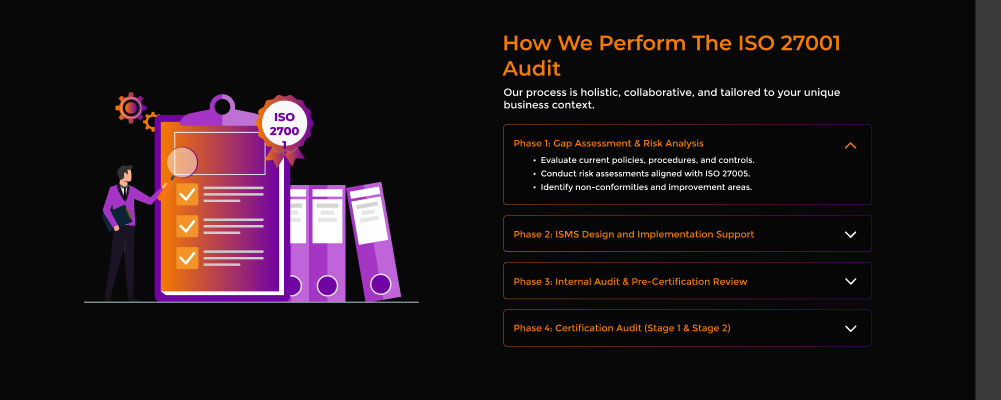 How We Perform The ISO 27001
Audit
Our process is holistic, collaborative, and tailored to your unique
business context.
ISO
2700
1
Phase 1: Gap Assessment & Risk Analysis
• Evaluate current policies, procedures, and controls.
• Conduct risk assessments aligned with ISO 27005.
• Identify non-conformities and improvement areas.
Phase 2: ISMS Design and Implementation Support
Phase 3: Internal Audit & Pre-Certification Review
Phase 4: Certification Audit (Stage 1 & Stage 2)